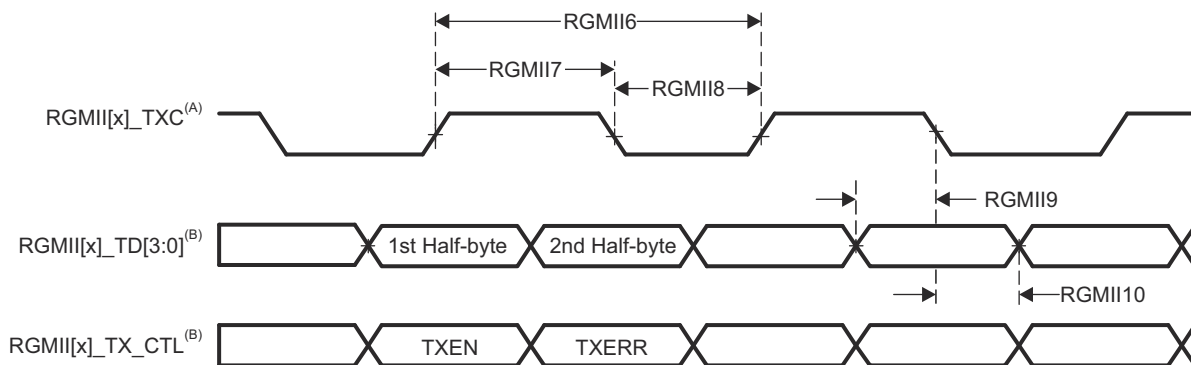 RGMII6
RGMII7
RGMII8
RGMII[x]_TXC(A)
RGMII9
RGMII[x]_TD[3:0](B)
1st Half-byte
2nd Half-byte
RGMII10
RGMII[x]_TX_CTL(B)
TXEN
TXERR